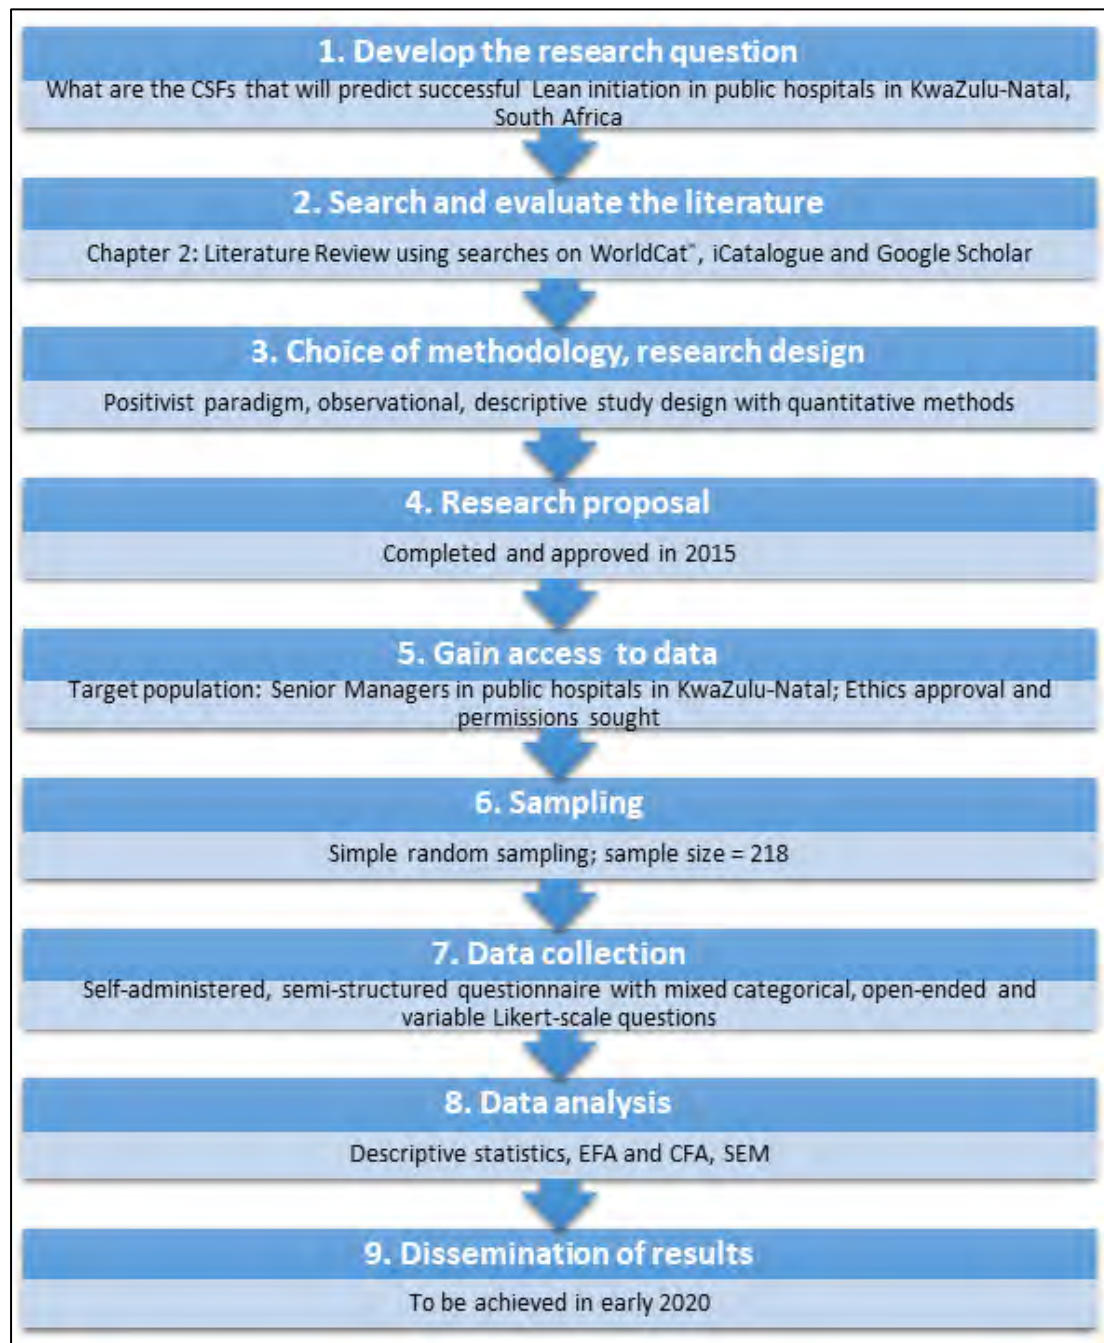 1. Develop the research question
What are the CSFs that will predict successful Lean initiation in public hospitals in KwaZulu-Natal,
South Africa
2. Search and evaluate the literature
Chapter 2: Literature Review using searches on WorldCat", iCatalogue and Google Scholar
3. Choice of methodology, research design
Positivist paradigm, observational, descriptive study design with quantitative methods
4. Research proposal
Completed and approved in 2015
5. Gain access to data
Target population: Senior Managers in public hospitals in KwaZulu-Natal; Ethics approval and
permissions sought
6. Sampling
Simple random sampling; sample size = 218
7. Data collection
Self-administered, semi-structured questionnaire with mixed categorical, open-ended and
variable Likert-scale questions
8. Data analysis
Descriptive statistics, EFA and CFA, SEM
9. Dissemination of results
To be achieved in early 2020